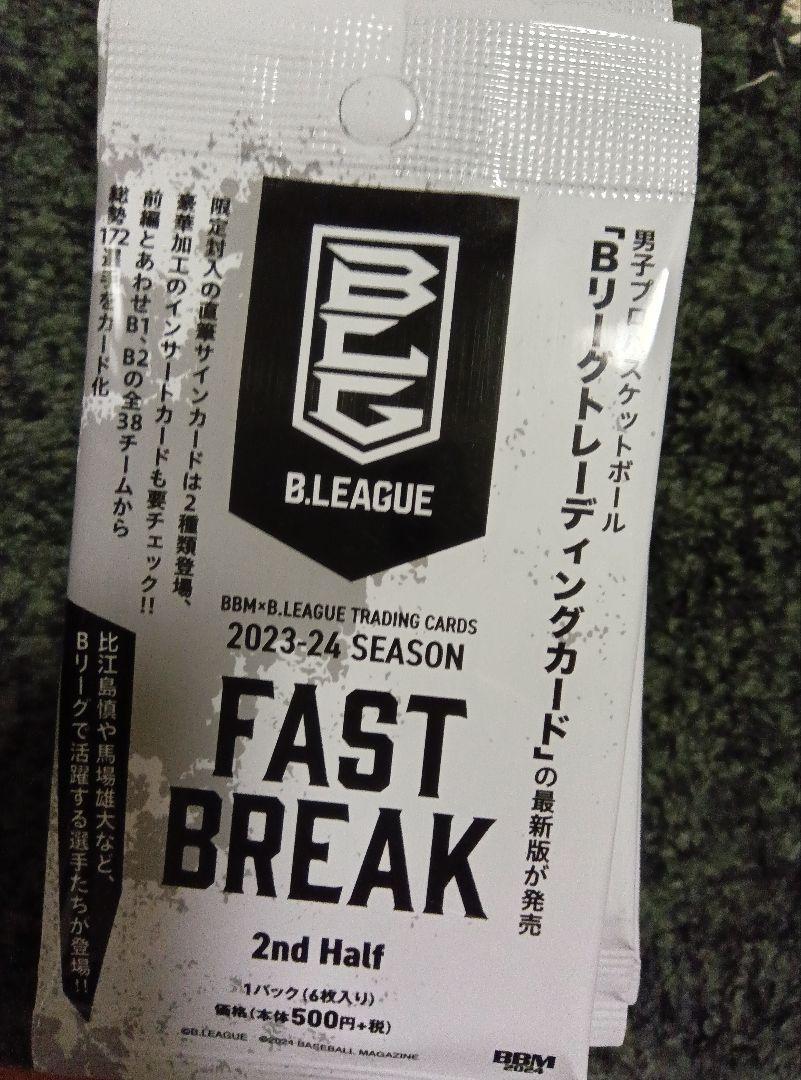 男子プロバスケットボール
「Bリーグトレーディングカード」の最新版が発売
BLG
B.LEAGUE
限定封入の直筆サインカードは2種類登場、
豪華加工のインサートカードも要チェック!!
前編とあわせB1、B2、B3の全38チームから
総勢172選手をカード化
BBM×B.LEAGUE TRADING CARDS
2023-24 SEASON
FAST
BREAK
2nd Half
比江島慎や馬場雄大など、
Bリーグで活躍する選手たちが登場!!
1パック(6枚入り)
価格(本体500円+税)
©B.LEAGUE ©2024 BASEBALL MAGAZINE
BBM
2024